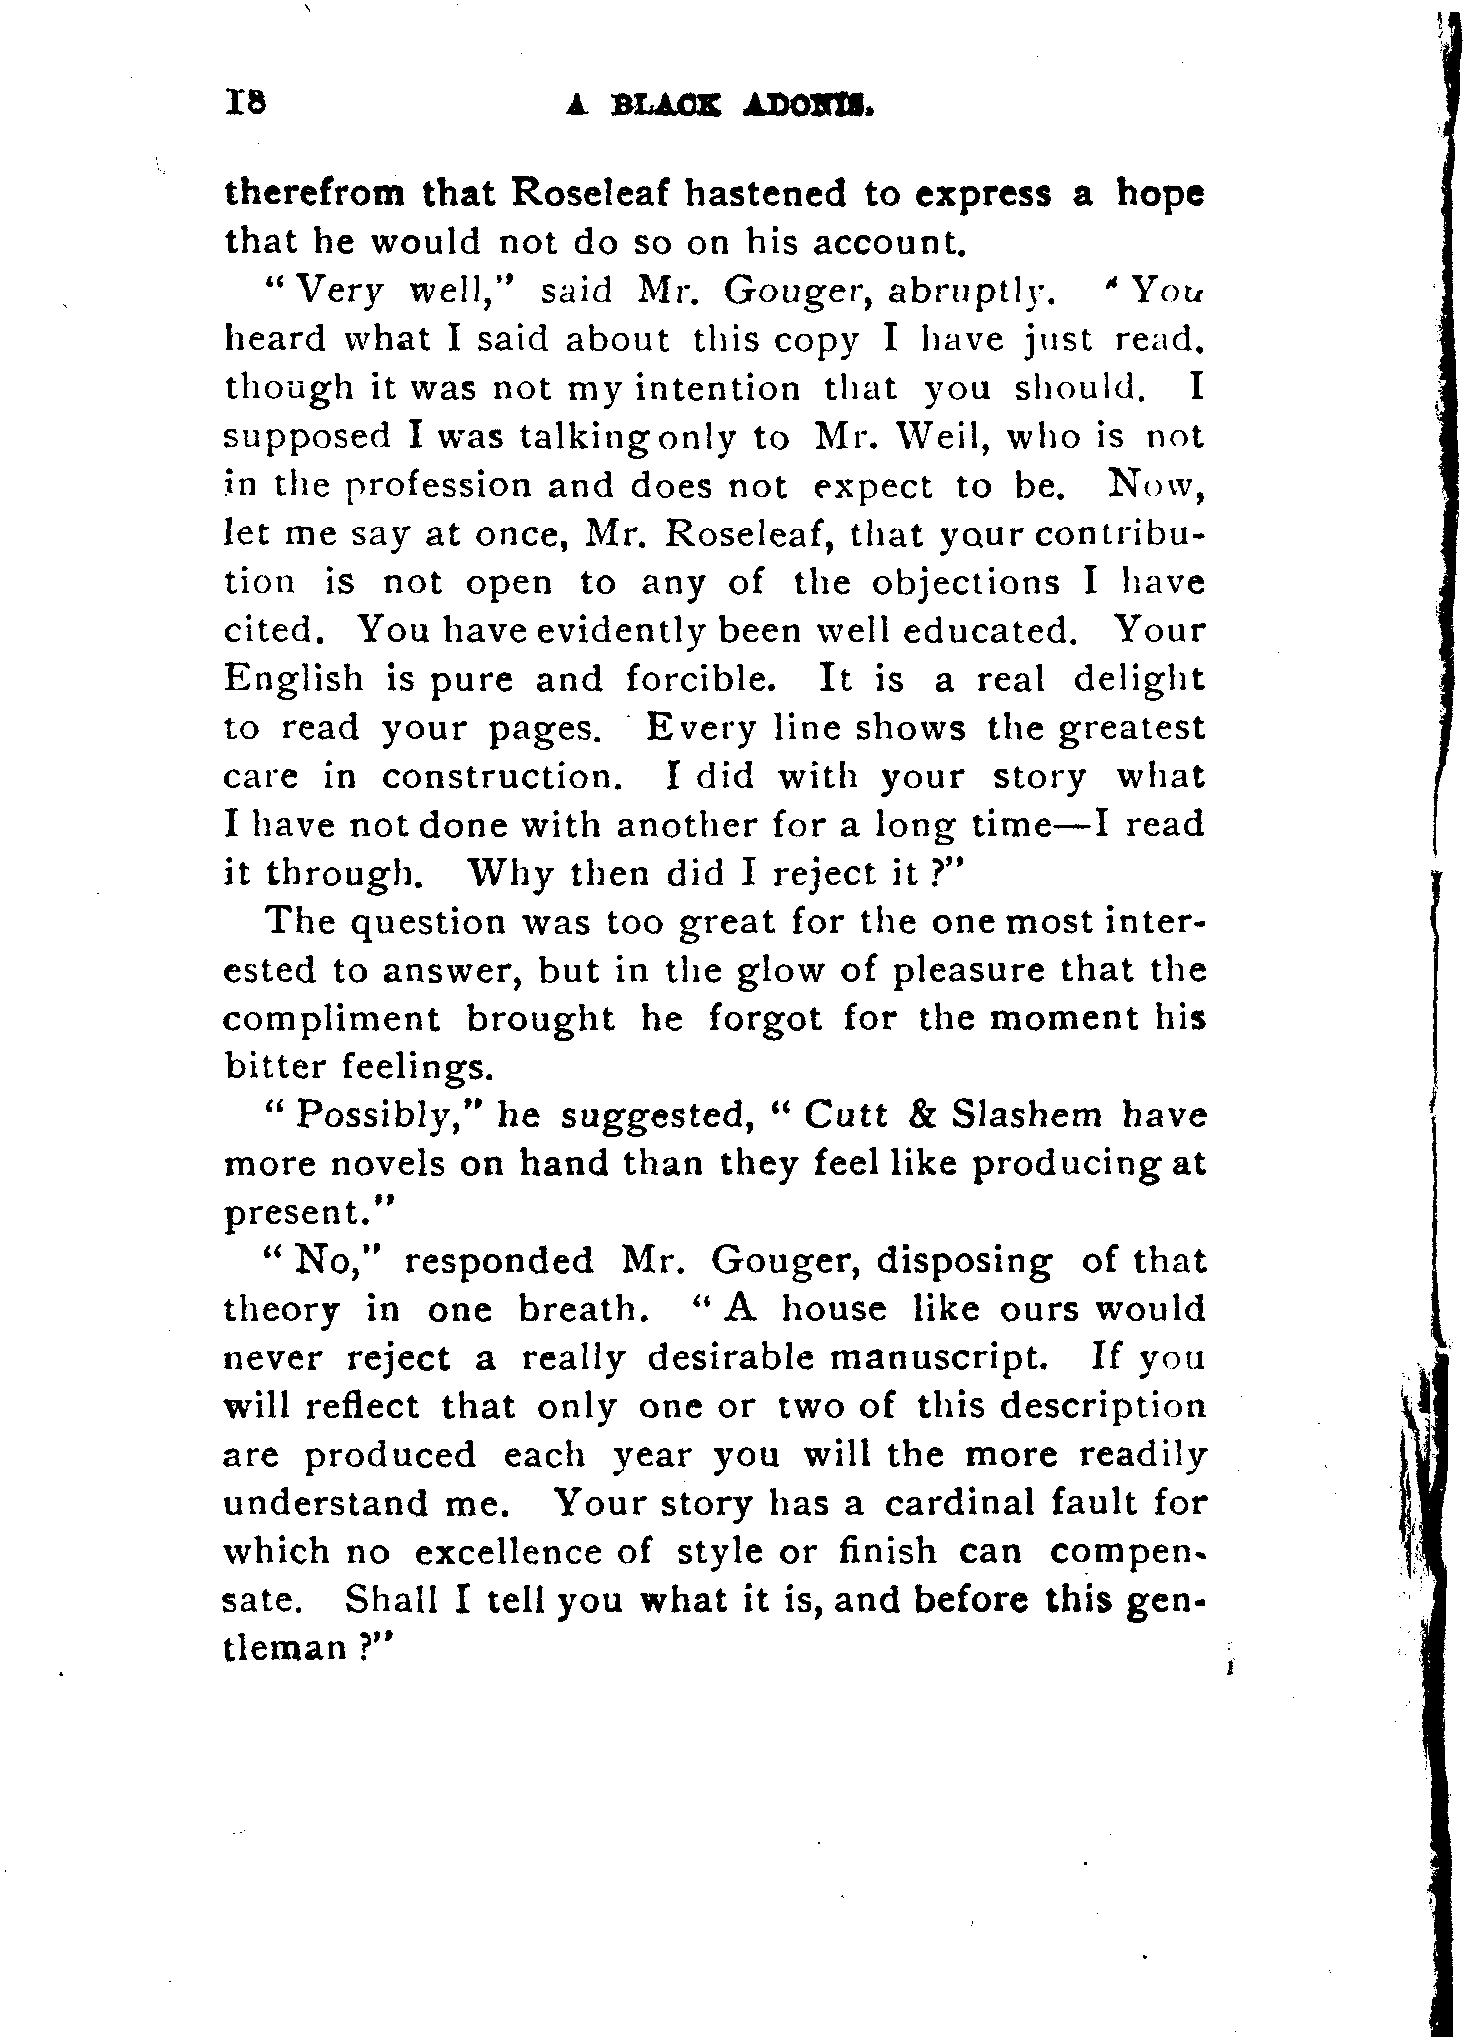 18 A BLACK ADONIS.
therefrom that Roseleaf hastened to express a hope
that he would not do so on his account.
“ Very well,” said Mr. Gouger, abruptly. “ You
heard what I said about this copy I have just read.
though it was not my intention that you should. I
supposed I was talking only to Mr. Weil, who is not
in the profession and does not expect to be. Now,
let me say at once, Mr. Roseleaf, that your contribu-
tion is not open to any of the objections I have
cited. You have evidently been well educated. Your
English is pure and forcible. It is a real delight
to read your pages. Every line shows the greatest
care in construction. I did with your story what
I have not done with another for a long time—I read
it through. Why then did I reject it ?”
The question was too great for the one most inter-
ested to answer, but in the glow of pleasure that the
compliment brought he forgot for the moment his
bitter feelings.
“ Possibly,” he suggested, “ Cutt & Slashem have
more novels on hand than they feel like producing at
present.”
“ No,” responded Mr. Gouger, disposing of that
theory in one breath. “ A house like ours would
never reject a really desirable manuscript. If you
will reflect that only one or two of this description
are produced each year you will the more readily
understand me. Your story has a cardinal fault for
which no excellence of style or finish can compen-
sate. Shall I tell you what it is, and before this gen-
tleman ?”